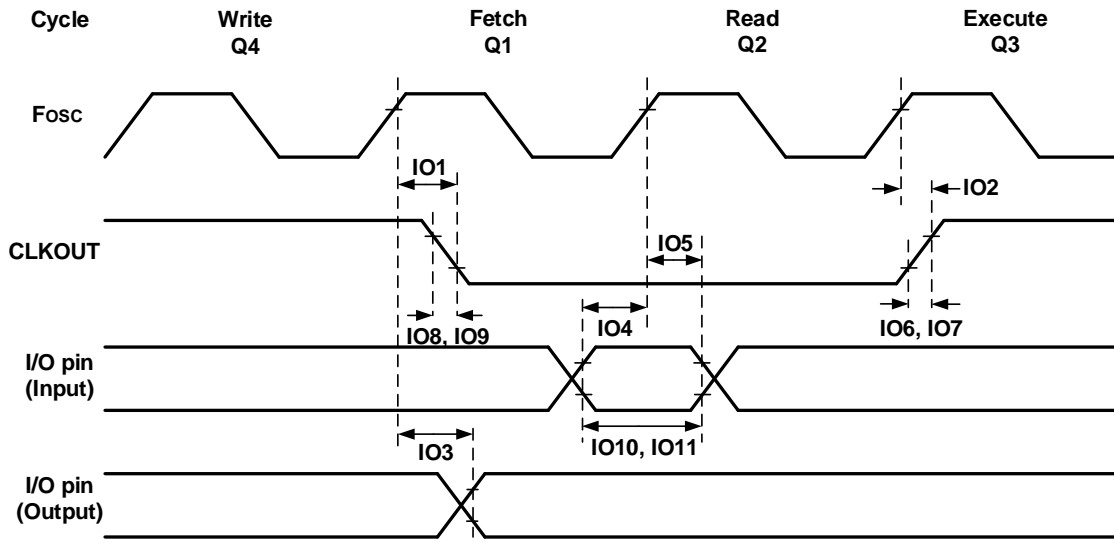 Cycle Write Fetch Read Execute
Q4 Q1 Q2 Q3
Fosc
IO1
IO2
CLKOUT
IO5
IO4
IO8, IO9
IO6, IO7
I/O pin
(Input)
IO10, IO11
IO3
I/O pin
(Output)